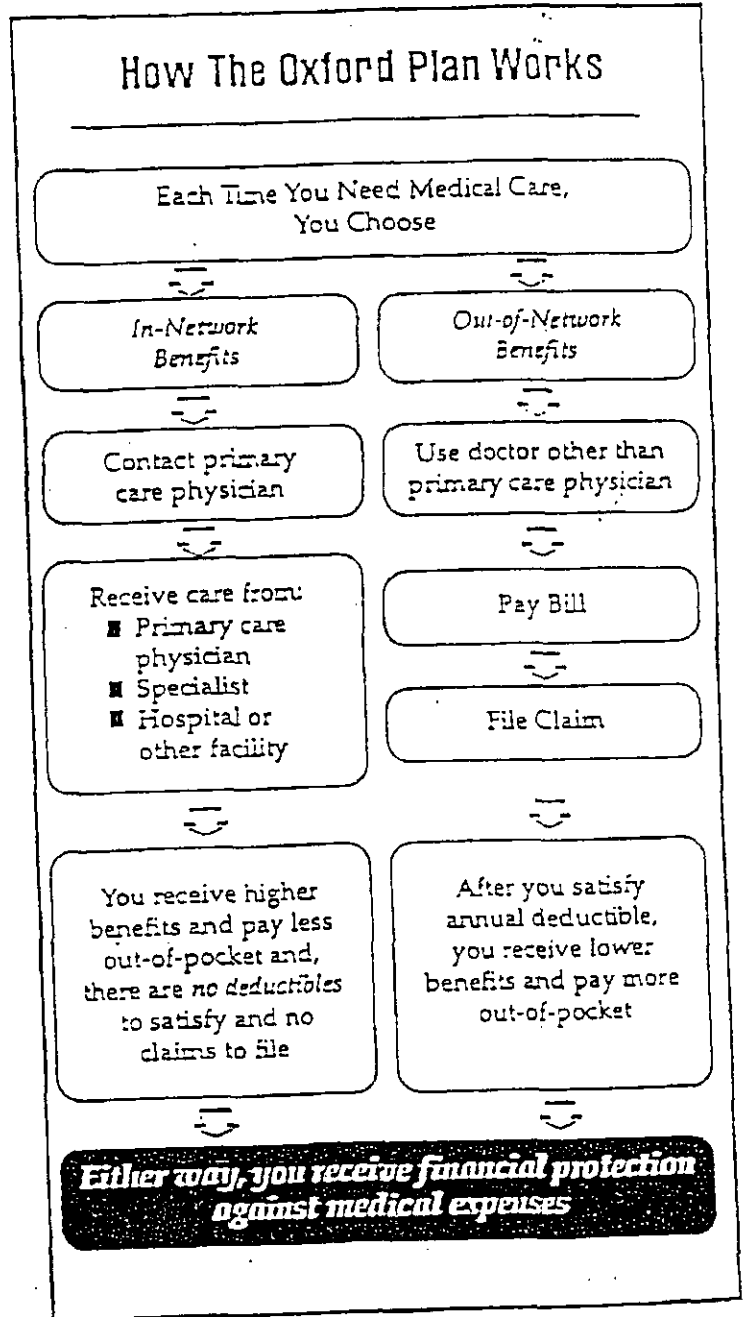 How The Oxford Plan Works
Each Time You Need Medical Care,
You Choose
In-Network
Benefits
Contact primary
care physician
Receive care from:
■ Primary care
physician
■ Specialist
■ Hospital or
other facility
You receive higher
benefits and pay less
out-of-pocket and,
there are no deductibles
to satisfy and no
claims to file
Out-of-Network
Benefits
Use doctor other than
primary care physician
Pay Bill
File Claim
After you satisfy
annual deductible,
you receive lower
benefits and pay more
out-of-pocket
Either way, you receive financial protection
against medical expenses